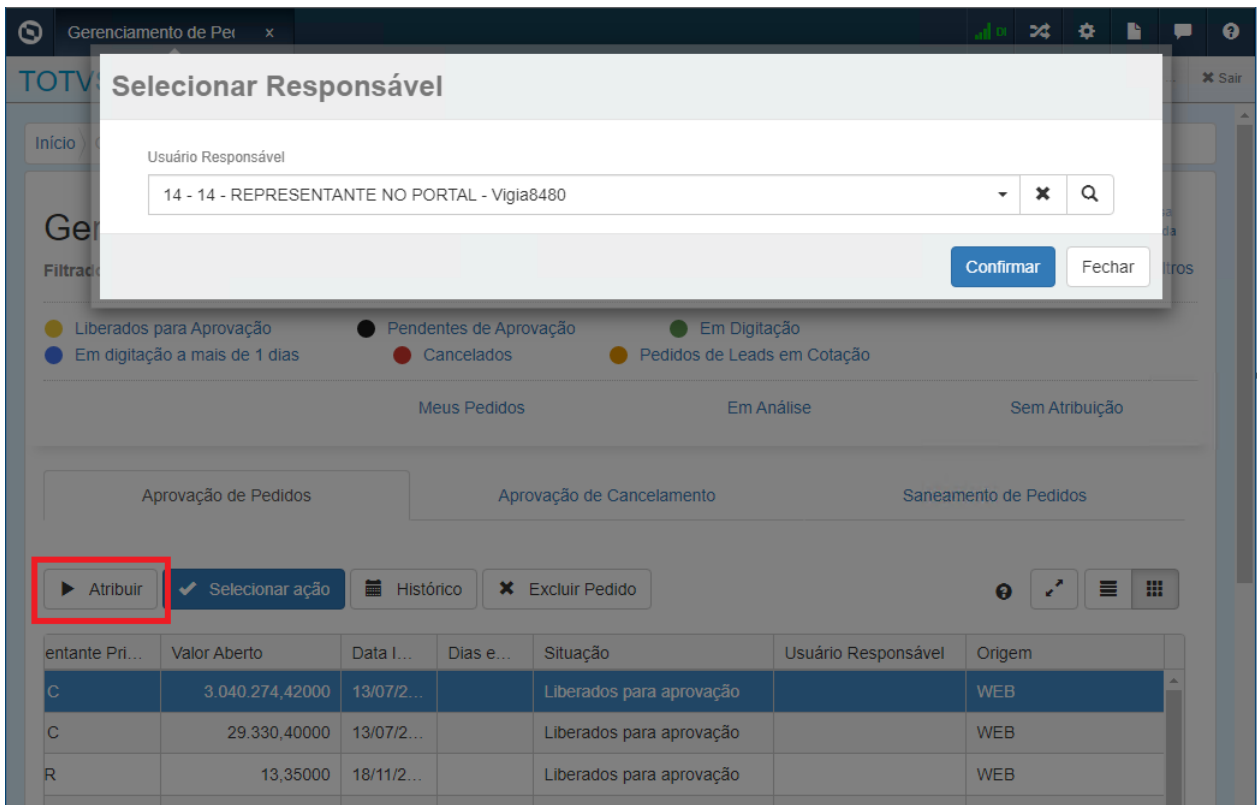 Gerenciamento de Pe x DI
TOTV Sair
Selecionar Responsável
Início
Usuário Responsável
14 - 14 - REPRESENTANTE NO PORTAL - Vigia8480
Ge
Filtrad
Confirmar Fechar
Liberados para Aprovação Pendentes de Aprovação Em Digitação
Em digitação a mais de 1 dias Cancelados Pedidos de Leads em Cotação
Meus Pedidos Em Análise Sem Atribuição
Aprovação de Pedidos Aprovação de Cancelamento Saneamento de Pedidos
Atribuir Selecionar ação Histórico Excluir Pedido
entante Pri... Valor Aberto Data I... Dias e... Situação Usuário Responsável Origem
C 3.040.274,42000 13/07/2... Liberados para aprovação WEB
C 29.330,40000 13/07/2... Liberados para aprovação WEB
R 13,35000 18/11/2... Liberados para aprovação WEB